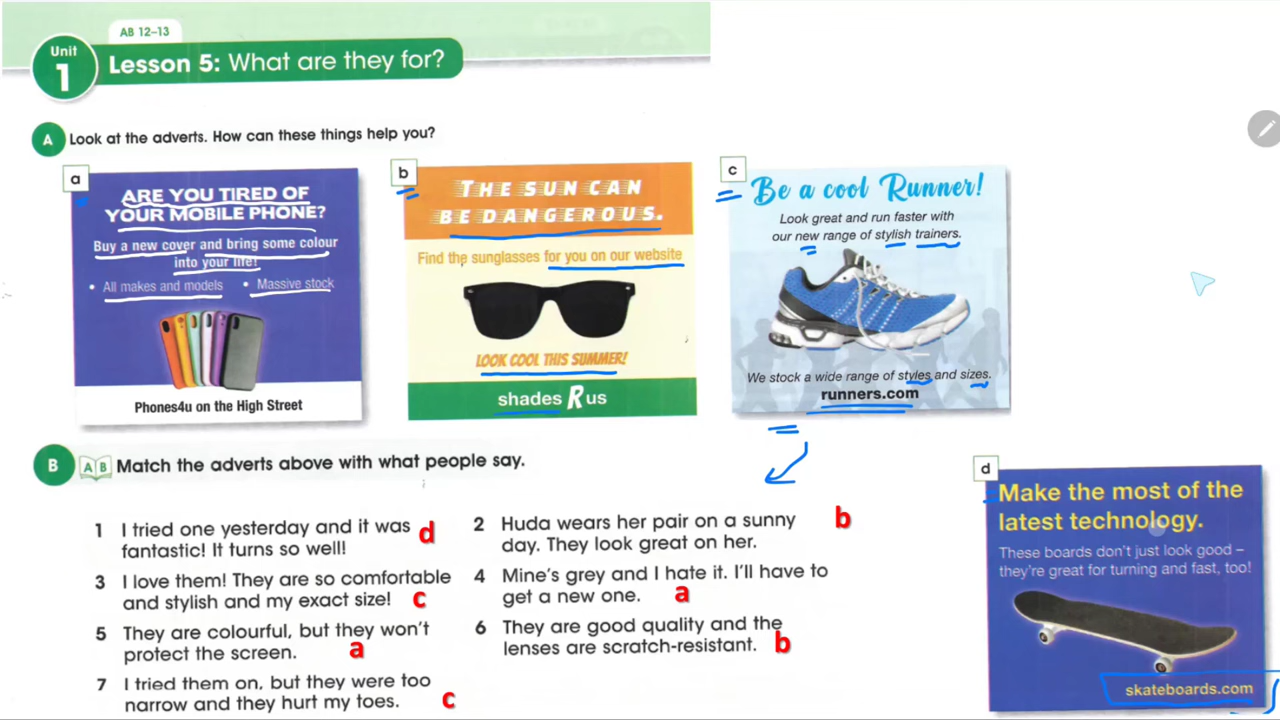 AB 12–13
Unit
1
Lesson 5: What are they for?
A Look at the adverts. How can these things help you?
a
ARE YOU TIRED OF
YOUR MOBILE PHONE?
Buy a new cover and bring some colour
into your life!
• All makes and models • Massive stock
Phones4u on the High Street
b
THE SUN CAN
BE DANGEROUS.
Find the sunglasses for you on our website
LOOK COOL THIS SUMMER!
shades R us
c
Be a cool Runner!
Look great and run faster with
our new range of stylish trainers.
We stock a wide range of styles and sizes.
runners.com
B AB Match the adverts above with what people say.
1 I tried one yesterday and it was
fantastic! It turns so well! d
2 Huda wears her pair on a sunny
day. They look great on her. b
3 I love them! They are so comfortable
and stylish and my exact size! c
4 Mine's grey and I hate it. I'll have to
get a new one. a
5 They are colourful, but they won't
protect the screen. a
6 They are good quality and the
lenses are scratch-resistant. b
7 I tried them on, but they were too
narrow and they hurt my toes. c
d
Make the most of the
latest technology.
These boards don't just look good –
they're great for turning and fast, too!
skateboards.com